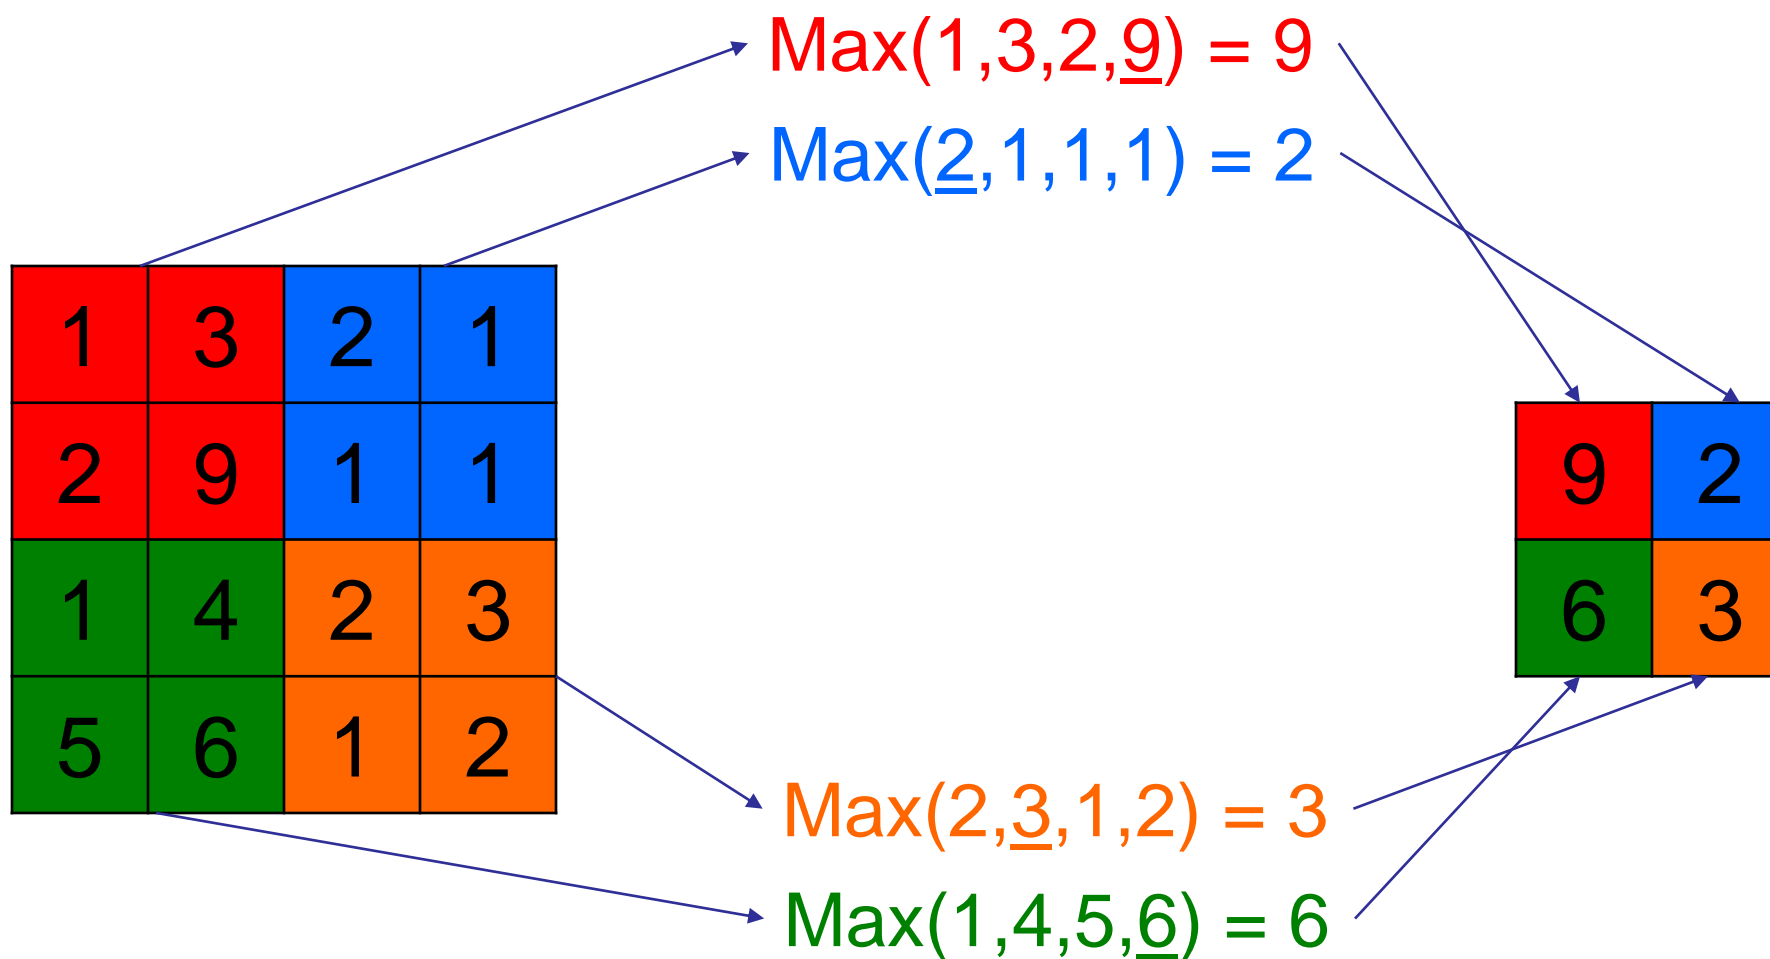 Max(1,3,2,9) = 9
Max(2,1,1,1) = 2
1 3 2 1
2 9 1 1
1 4 2 3
5 6 1 2
9 2
6 3
Max(2,3,1,2) = 3
Max(1,4,5,6) = 6